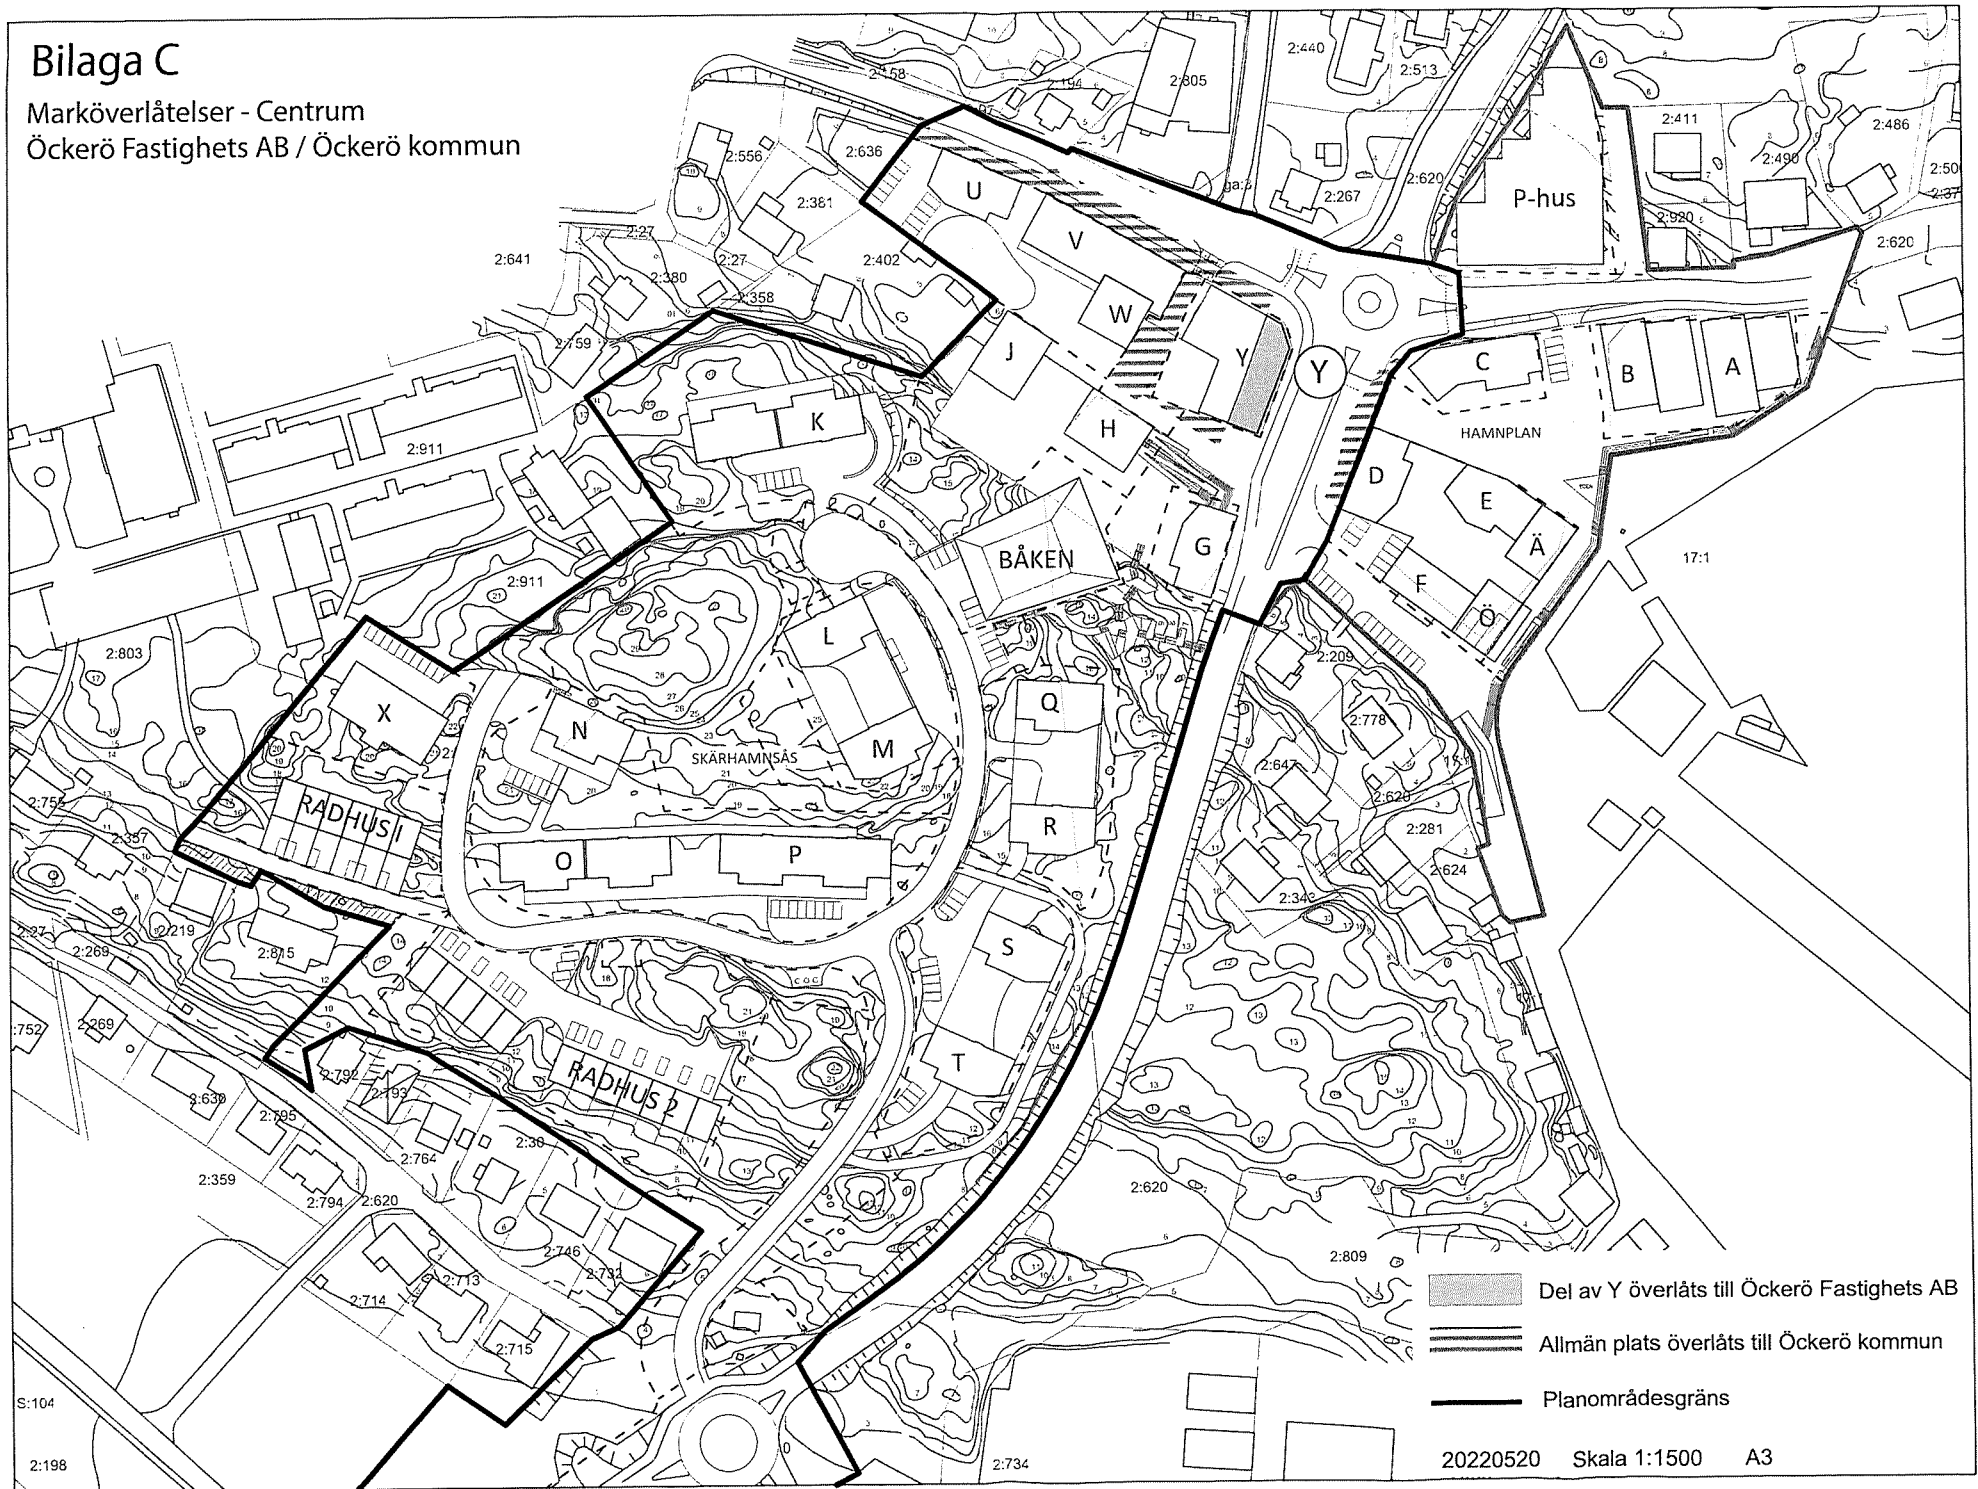 Bilaga C
Marköverlåtelser - Centrum
Öckerö Fastighets AB / Öckerö kommun
2:158
2:194
2:805
2:440
2:513
2:411
2:486
2:490
2:556
2:636
2:381
2:267
2:620
2:920
2:620
P-hus
U
V
W
J
Y
Y
H
C
B
A
HAMNPLAN
2:641
2:27
2:27
2:380
2:358
2:402
2:759
2:911
K
D
E
Ä
F
Ö
G
BÅKEN
17:1
2:911
2:803
L
M
N
X
SKÄRHAMNSÅS
Q
R
2:209
2:778
2:647
2:281
2:624
RADHUS 1
O
P
2:357
2:219
2:815
2:269
2:269
S
T
RADHUS 2
2:792
2:793
2:630
2:795
2:764
2:30
2:359
2:794
2:620
2:746
2:732
2:713
2:714
2:715
2:620
2:809
S:104
2:198
2:734
Del av Y överlåts till Öckerö Fastighets AB
Allmän plats överlåts till Öckerö kommun
Planområdesgräns
20220520 Skala 1:1500 A3